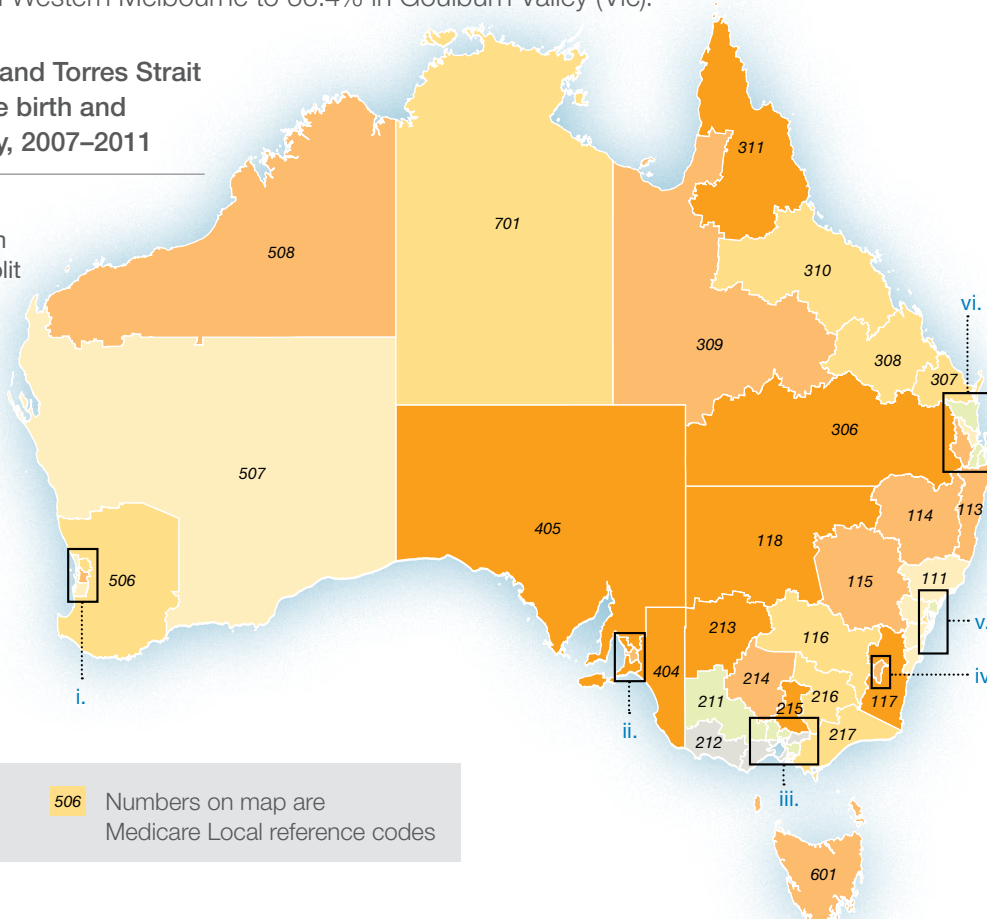 Western Melbourne to 68.4% in Goulburn Valley (Vic).
and Torres Strait
birth and
2007–2011
311
701
508
310
vi.
309
308
307
306
507
405
114
113
118
506
115
111
v.
213
116
iv
404
214
216
117
i.
211
215
217
ii.
212
iii.
506 Numbers on map are
Medicare Local reference codes
601